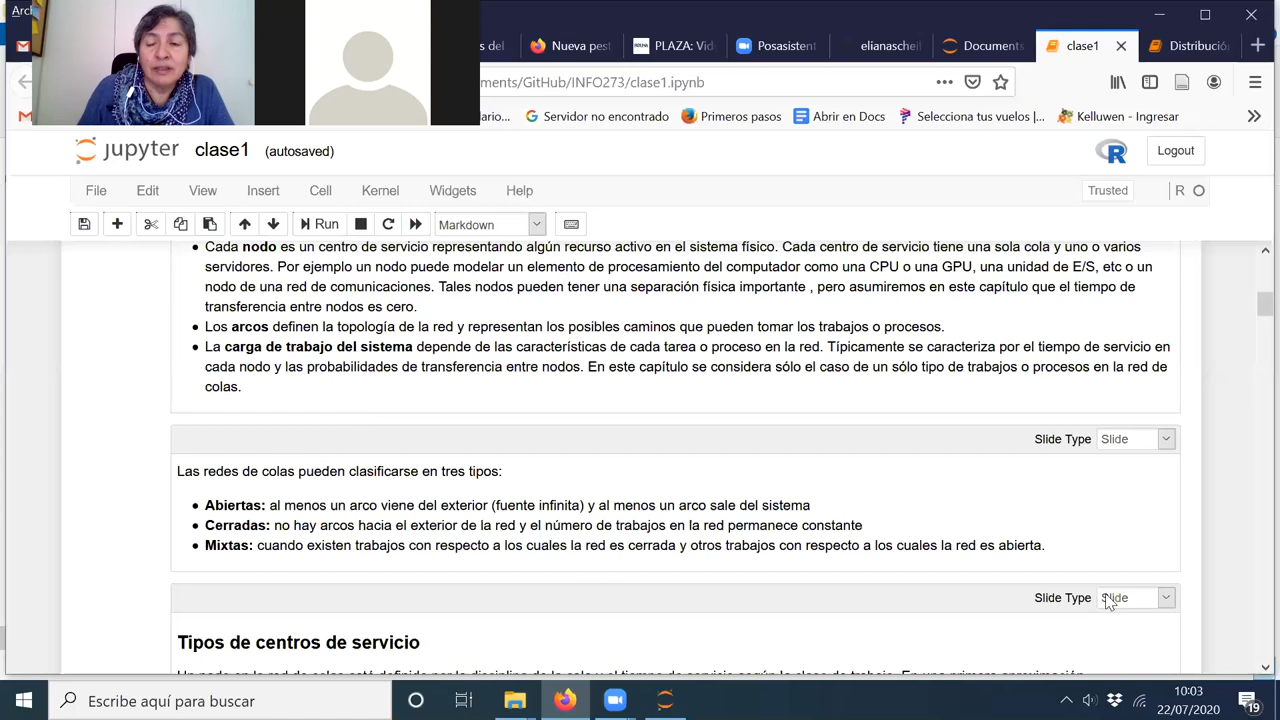 Arch
s del
Nueva pest
PLAZA: Vid
Posasistent
elianaschei
Documents
clase1
Distribució
ments/GitHub/INFO273/clase1.ipynb
diario...
Servidor no encontrado
Primeros pasos
Abrir en Docs
Selecciona tus vuelos |...
Kelluwen - Ingresar
jupyter clase1 (autosaved)
R
Logout
File Edit View Insert Cell Kernel Widgets Help
Trusted
R
Run
Markdown
Cada nodo es un centro de servicio representando algún recurso activo en el sistema físico. Cada centro de servicio tiene una sola cola y uno o varios
servidores. Por ejemplo un nodo puede modelar un elemento de procesamiento del computador como una CPU o una GPU, una unidad de E/S, etc o un
nodo de una red de comunicaciones. Tales nodos pueden tener una separación física importante , pero asumiremos en este capítulo que el tiempo de
transferencia entre nodos es cero.
Los arcos definen la topología de la red y representan los posibles caminos que pueden tomar los trabajos o procesos.
La carga de trabajo del sistema depende de las características de cada tarea o proceso en la red. Típicamente se caracteriza por el tiempo de servicio en
cada nodo y las probabilidades de transferencia entre nodos. En este capítulo se considera sólo el caso de un sólo tipo de trabajos o procesos en la red de
colas.
Slide Type Slide
Las redes de colas pueden clasificarse en tres tipos:
Abiertas: al menos un arco viene del exterior (fuente infinita) y al menos un arco sale del sistema
Cerradas: no hay arcos hacia el exterior de la red y el número de trabajos en la red permanece constante
Mixtas: cuando existen trabajos con respecto a los cuales la red es cerrada y otros trabajos con respecto a los cuales la red es abierta.
Slide Type Slide
Tipos de centros de servicio
Escribe aquí para buscar
10:03
22/07/2020
19